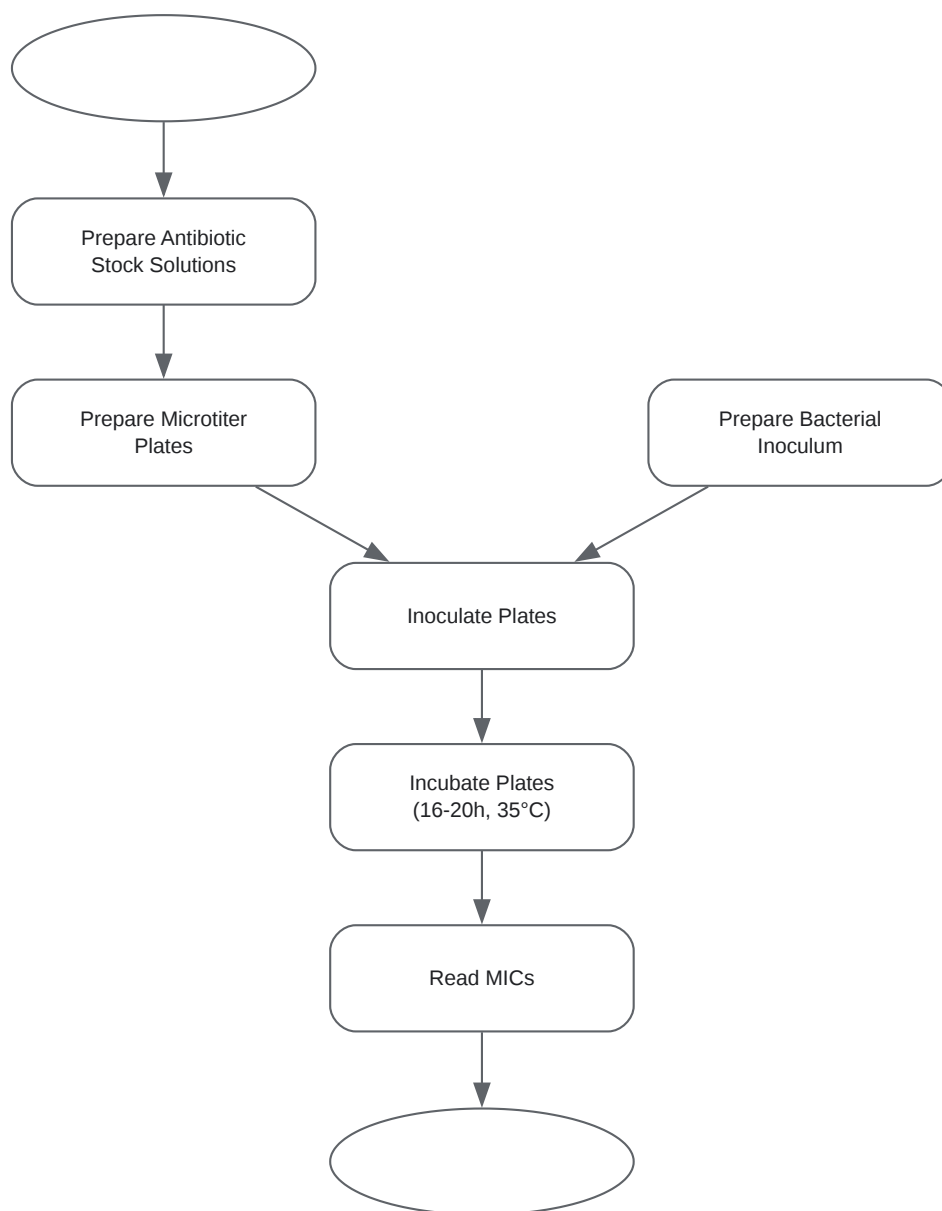 Prepare Antibiotic
Stock Solutions
Prepare Microtiter
Plates
Prepare Bacterial
Inoculum
Inoculate Plates
Incubate Plates
(16-20h, 35°C)
Read MICs